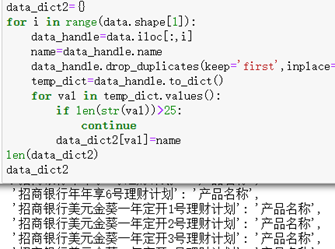 data_dict2={}
for i in range(data.shape[1]):
data_handle=data.iloc[:,i]
name=data_handle.name
data_handle.drop_duplicates(keep='first',inplace=
temp_dict=data_handle.to_dict()
for val in temp_dict.values():
if len(str(val))>25:
continue
data_dict2[val]=name
len(data_dict2)
data_dict2
'招商银行年年享6号理财计划': '产品名称',
'招商银行美元金葵一年定开1号理财计划': '产品名称',
'招商银行美元金葵一年定开2号理财计划': '产品名称',
'招商银行美元金葵一年定开3号理财计划': '产品名称',